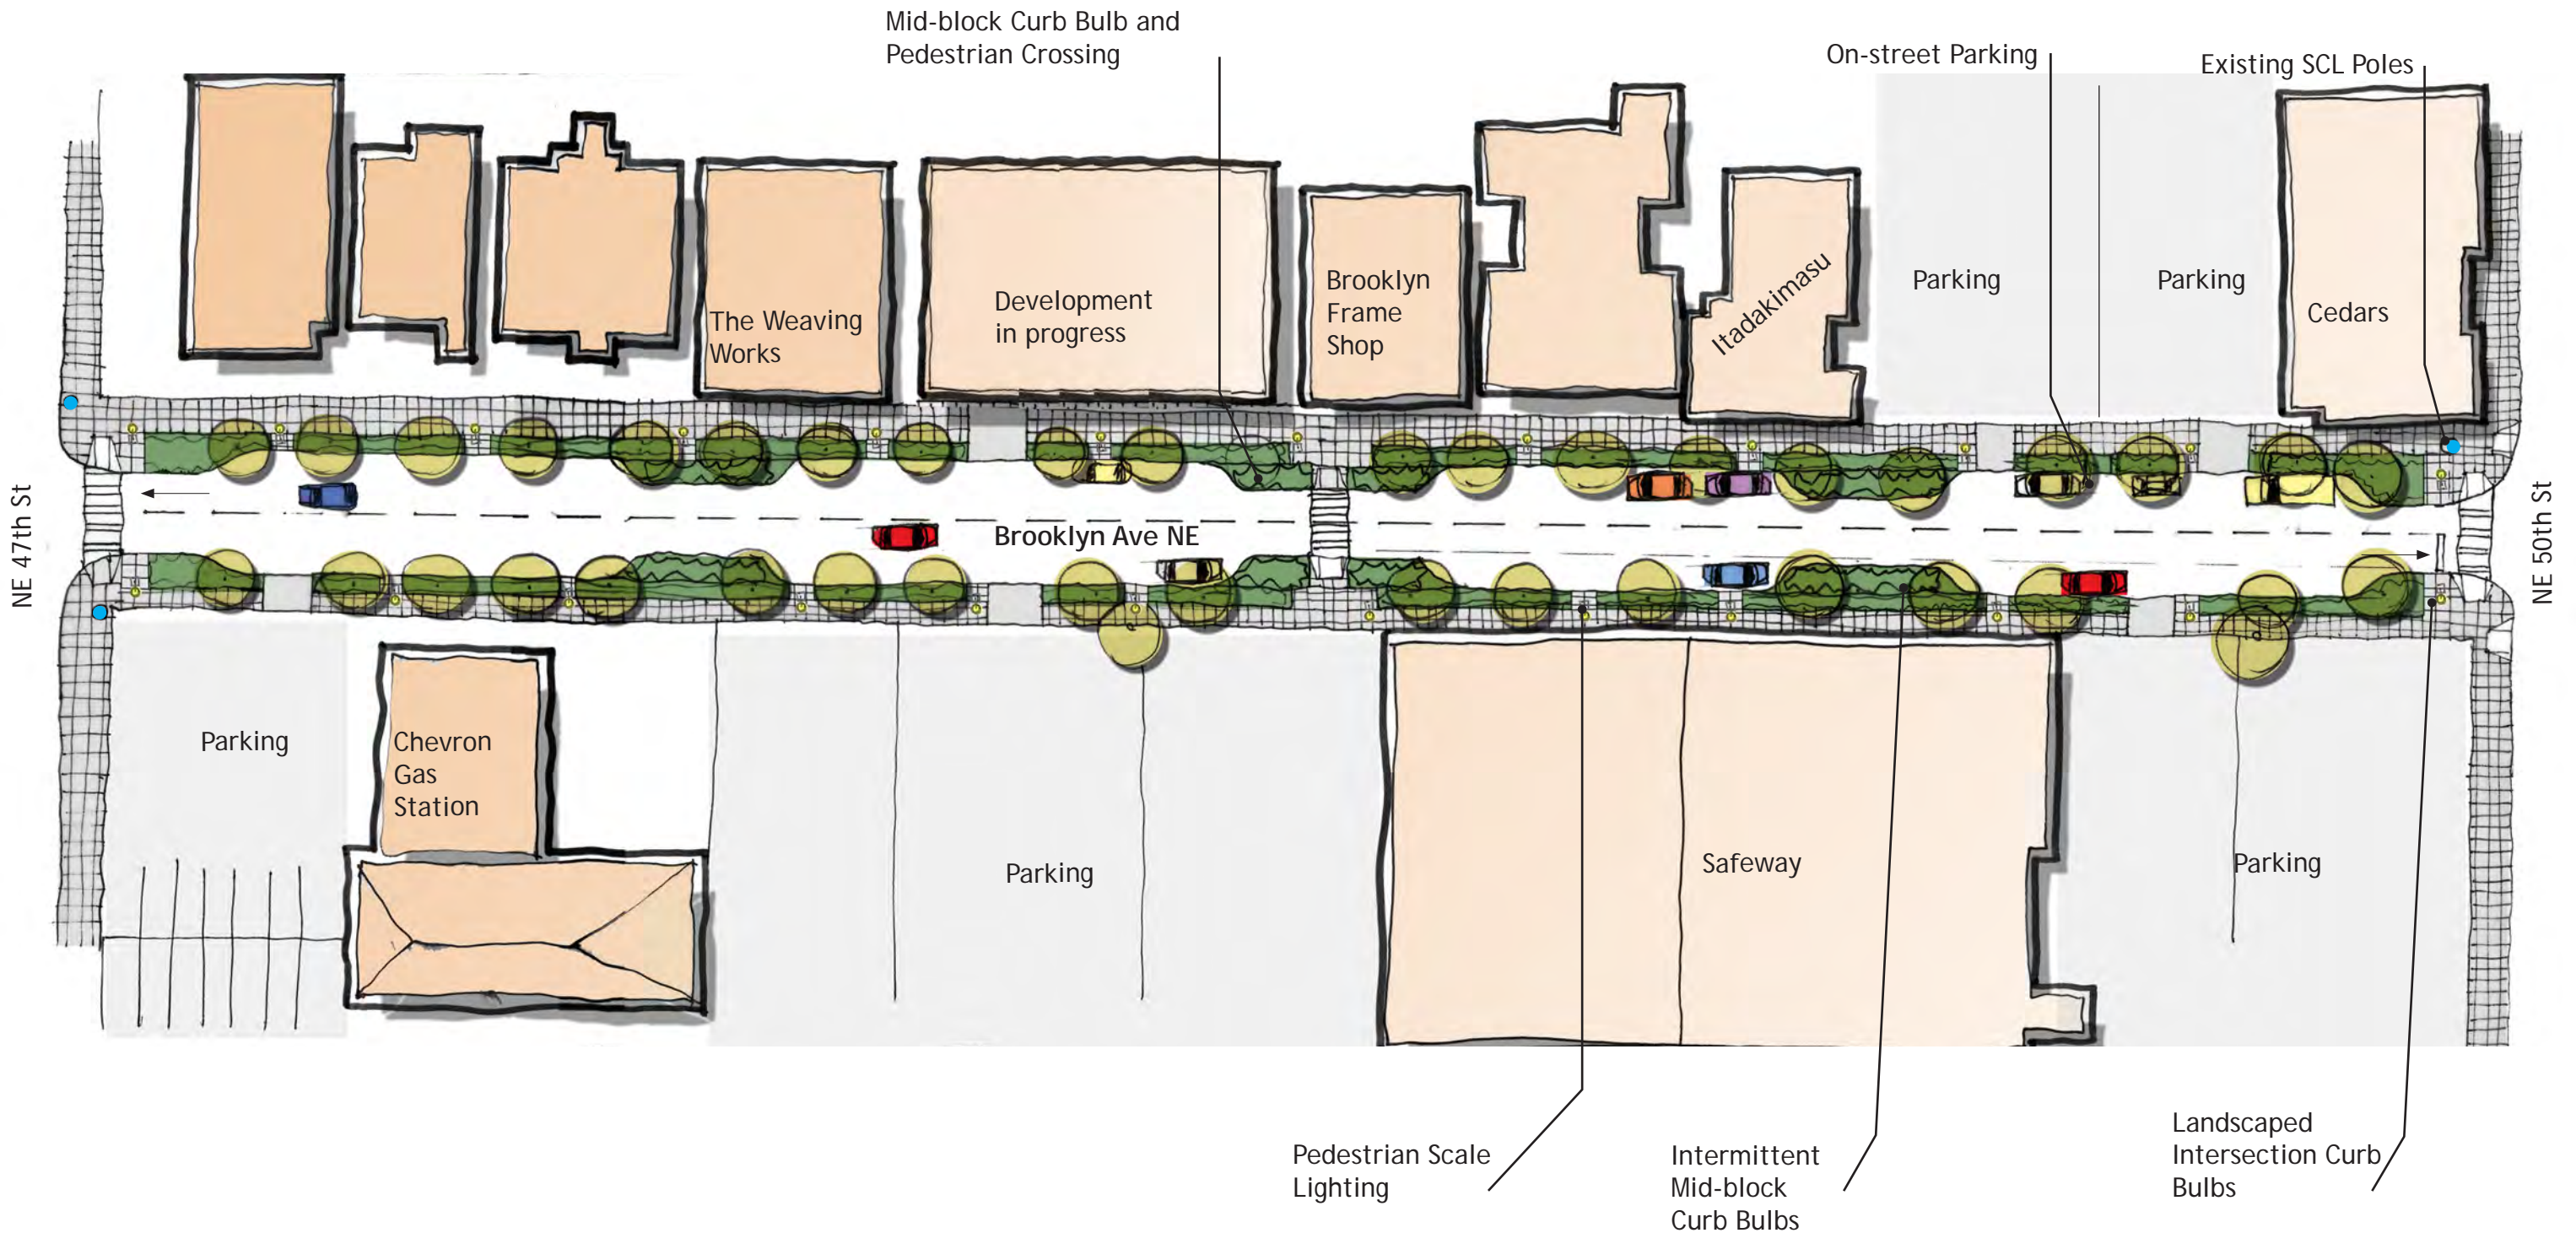 Mid-block Curb Bulb and
Pedestrian Crossing
On-street Parking
Existing SCL Poles
The Weaving
Works
Development
in progress
Brooklyn
Frame
Shop
Itadakimasu
Parking
Parking
Cedars
NE 47th St
Brooklyn Ave NE
NE 50th St
Parking
Chevron
Gas
Station
Parking
Safeway
Parking
Pedestrian Scale
Lighting
Intermittent
Mid-block
Curb Bulbs
Landscaped
Intersection Curb
Bulbs